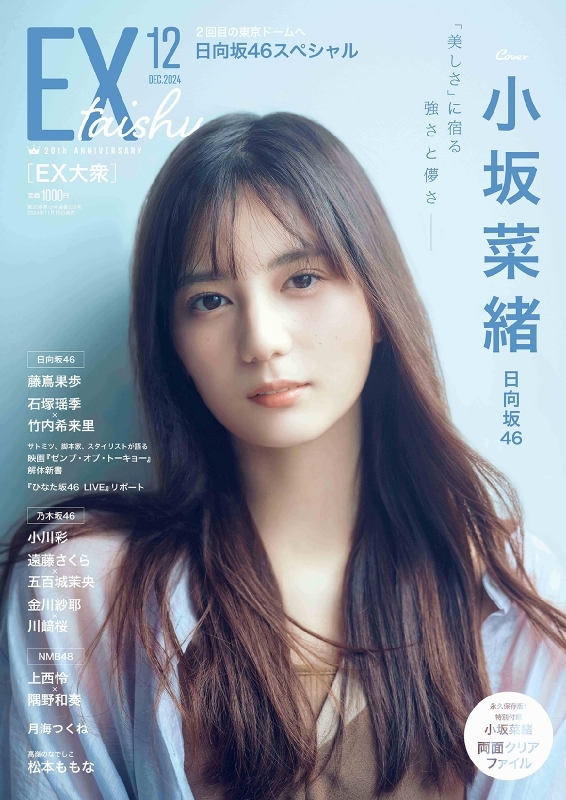 EX
taishu
12
DEC.2024
20th ANNIVERSARY
[EX大衆]
定価1000円
2回目の東京ドームへ
日向坂46スペシャル
Cover
小坂菜緒
日向坂46
「美しさ」に宿る
強さと儚さ――
日向坂46
藤嶌果歩
石塚瑶季
×
竹内希来里
サトミツ、脚本家、スタイリストが語る
映画『ゼンブ・オブ・トーキョー』
解体新書
『ひなた坂46 LIVE』リポート
乃木坂46
小川彩
遠藤さくら
×
五百城茉央
金川紗耶
川﨑桜
NMB48
上西怜
×
隅野和奏
月海つくね
高嶺のなでしこ
松本ももな
永久保存版!
特別付録
小坂菜緒
両面クリア
ファイル